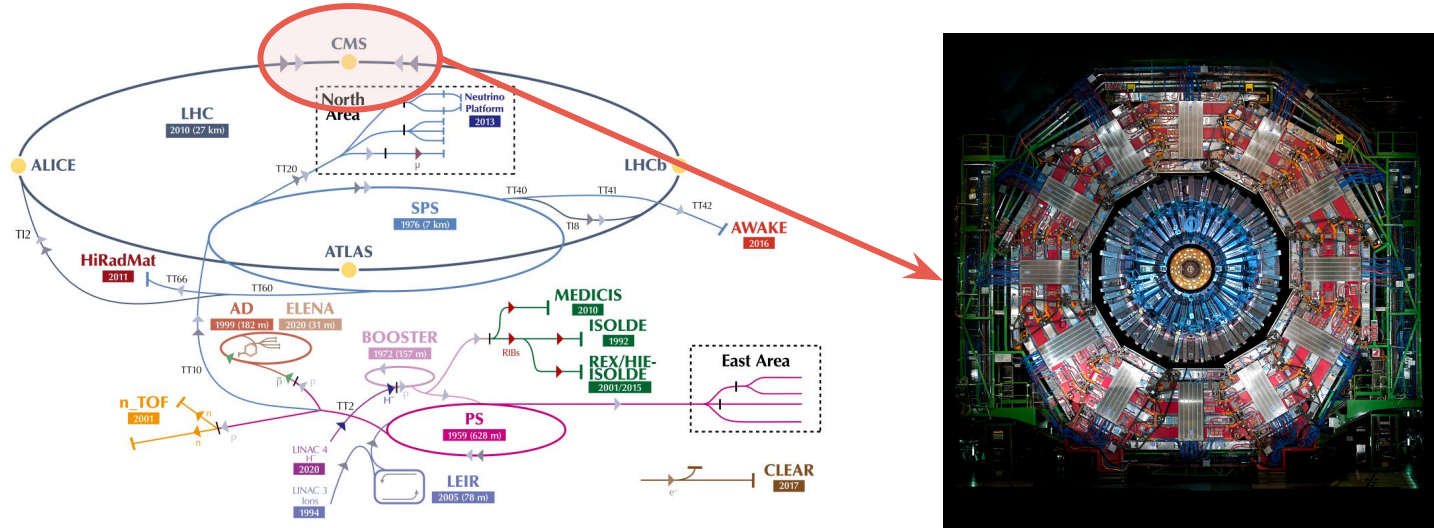 CMS
North
Area
Neutrino
Platform
2013
LHC
2010 (27 km)
ALICE
LHCb
μ
TT20
TT40
TT41
TT42
SPS
1976 (7 km)
TI8
TI2
AWAKE
2016
ATLAS
HiRadMat
2011
TT66
TT60
AD
1999 (182 m)
ELENA
2020 (31 m)
MEDICIS
2010
BOOSTER
1972 (157 m)
ISOLDE
1992
RIBs
REX/HIE-
ISOLDE
2001/2015
East Area
TT10
p
p̅
H⁻
p
TT2
n_TOF
2001
n
n
p
PS
1959 (628 m)
LINAC 4
H⁻
2020
LEIR
2005 (78 m)
LINAC 3
Ions
1994
CLEAR
2017
e⁻